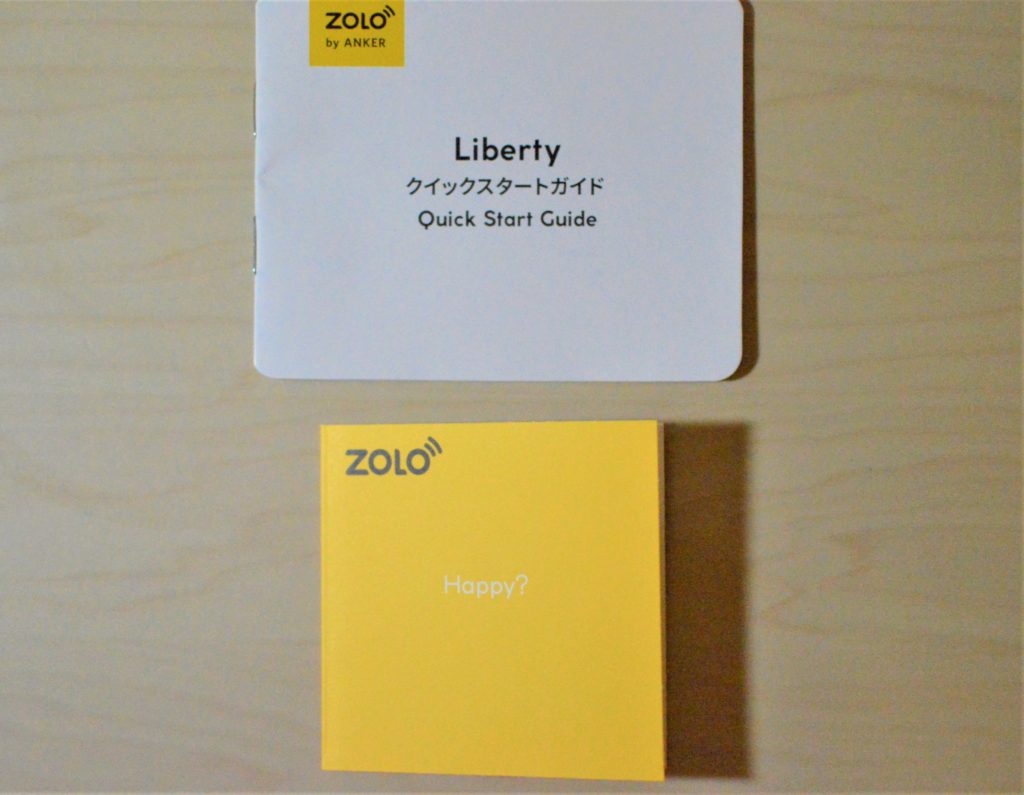 ZOLO
by ANKER
Liberty
クイックスタートガイド
Quick Start Guide
ZOLO
Happy?